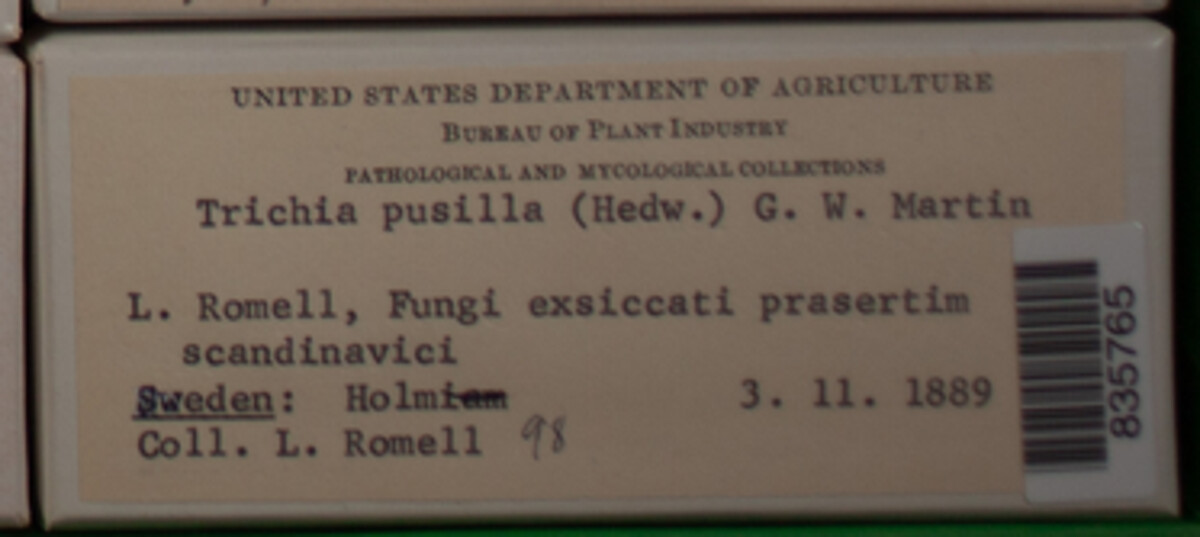 UNITED STATES DEPARTMENT OF AGRICULTURE
BUREAU OF PLANT INDUSTRY
PATHOLOGICAL AND MYCOLOGICAL COLLECTIONS
Trichia pusilla (Hedw.) G. W. Martin
L. Romell, Fungi exsiccati prasertim
scandinavici
Sweden: Holmiam 3. 11. 1889
Coll. L. Romell 98
835765